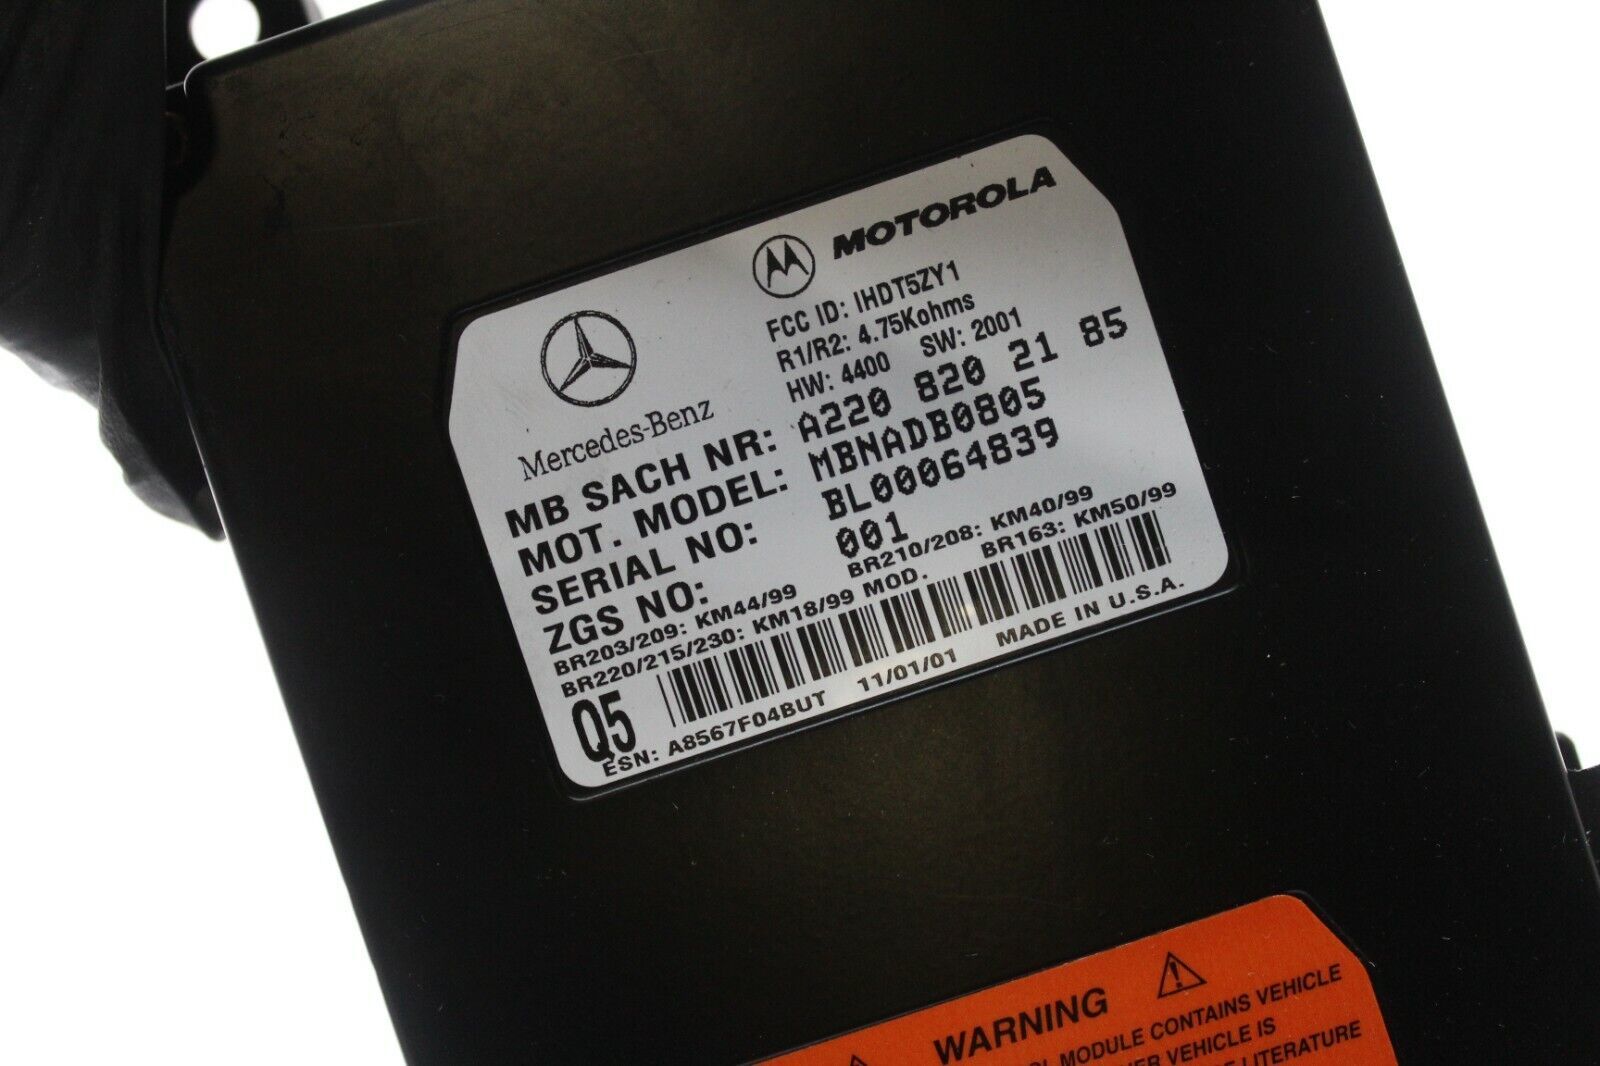 MOTOROLA
Mercedes-Benz
FCC ID: IHDT5ZY1
R1/R2: 4.75Kohms
HW: 4400 SW: 2001
MB SACH NR: A220 820 21 85
MOT. MODEL: MBNADB0805
SERIAL NO: BL00064839
ZGS NO: 001
BR203/209: KM44/99 BR210/208: KM40/99
BR220/215/230: KM18/99 MOD. BR163: KM50/99
Q5
ESN: A8567F04BUT 11/01/01 MADE IN U.S.A.
WARNING
MODULE CONTAINS VEHICLE
VEHICLE IS
LITERATURE